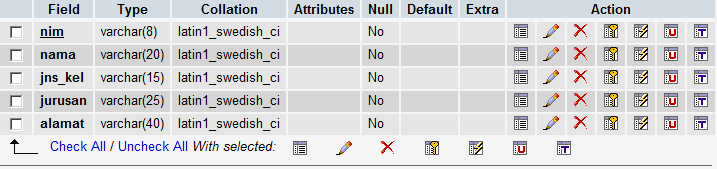 Field Type Collation Attributes Null Default Extra Action
nim varchar(8) latin1_swedish_ci No
nama varchar(20) latin1_swedish_ci No
jns_kel varchar(15) latin1_swedish_ci No
jurusan varchar(25) latin1_swedish_ci No
alamat varchar(40) latin1_swedish_ci No
Check All / Uncheck All With selected: